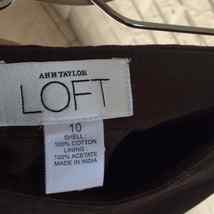 ANN TAYLOR
LOFT
10
SHELL:
100% COTTON
LINING:
100% ACETATE
MADE IN INDIA